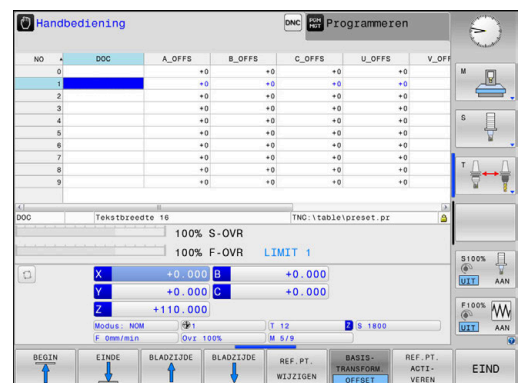 Handbediening
DNC
PGM MGT
Programmeren
NO DOC A_OFFS B_OFFS C_OFFS U_OFFS V_OFF
0 +0 +0 +0 +0
1 +0 +0 +0 +0
2 +0 +0 +0 +0
3 +0 +0 +0 +0
4 +0 +0 +0 +0
5 +0 +0 +0 +0
6 +0 +0 +0 +0
7 +0 +0 +0 +0
8 +0 +0 +0 +0
9 +0 +0 +0 +0
DOC Tekstbreedte 16 TNC:\table\preset.pr
100% S-OVR
100% F-OVR LIMIT 1
X +0.000 B +0.000
Y +0.000 C +0.000
Z +110.000
Modus: NOM 1 T 12 Z S 1800
F 0mm/min Ovr 100% M 5/9
M
S
T
S100%
UIT AAN
F100%
UIT AAN
BEGIN
EINDE
BLADZIJDE
BLADZIJDE
REF.PT.
WIJZIGEN
BASIS-
TRANSFORM.
OFFSET
REF.PT.
ACTI-
VEREN
EIND